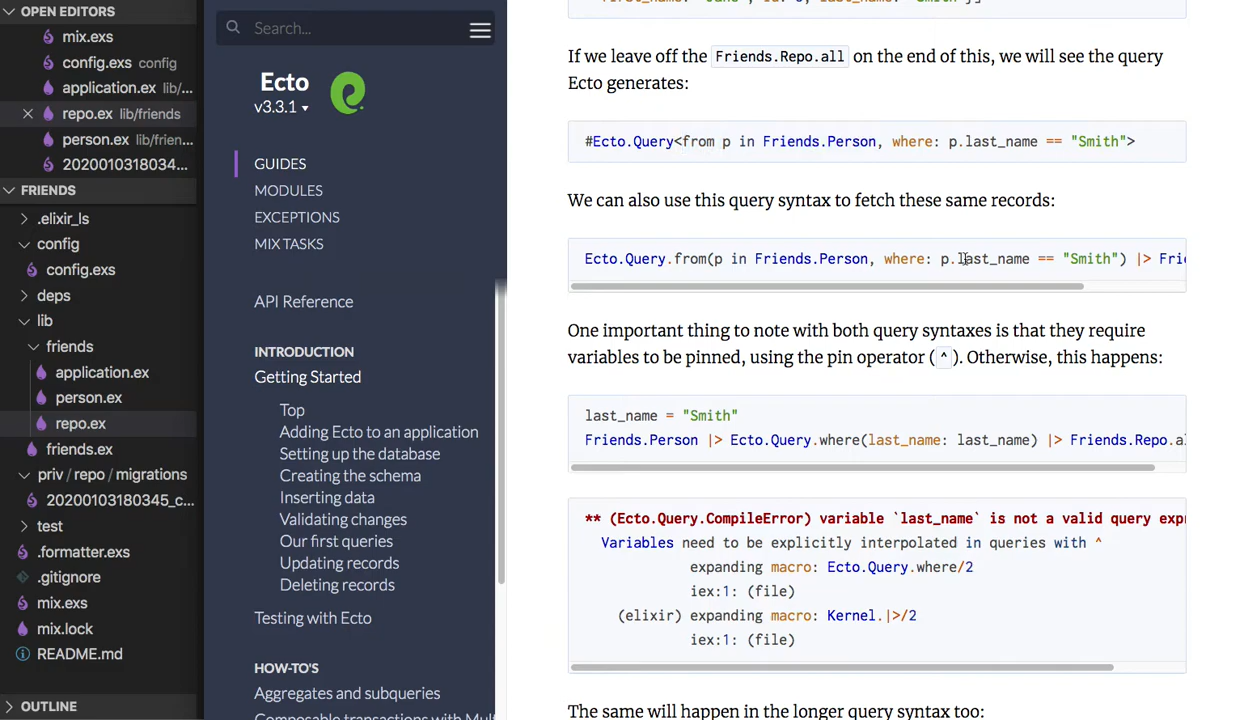 OPEN EDITORS
mix.exs
config.exs config
application.ex lib/...
repo.ex lib/friends
person.ex lib/frien...
2020010318034...
FRIENDS
.elixir_ls
config
config.exs
deps
lib
friends
application.ex
person.ex
repo.ex
friends.ex
priv / repo / migrations
20200103180345_c...
test
.formatter.exs
.gitignore
mix.exs
mix.lock
README.md
OUTLINE
Search...
Ecto
v3.3.1
GUIDES
MODULES
EXCEPTIONS
MIX TASKS
API Reference
INTRODUCTION
Getting Started
Top
Adding Ecto to an application
Setting up the database
Creating the schema
Inserting data
Validating changes
Our first queries
Updating records
Deleting records
Testing with Ecto
HOW-TO'S
Aggregates and subqueries
If we leave off the Friends.Repo.all on the end of this, we will see the query
Ecto generates:
#Ecto.Query<from p in Friends.Person, where: p.last_name == "Smith">
We can also use this query syntax to fetch these same records:
Ecto.Query.from(p in Friends.Person, where: p.last_name == "Smith") |> Frie
One important thing to note with both query syntaxes is that they require
variables to be pinned, using the pin operator (^). Otherwise, this happens:
last_name = "Smith"
Friends.Person |> Ecto.Query.where(last_name: last_name) |> Friends.Repo.al
** (Ecto.Query.CompileError) variable `last_name` is not a valid query expr
Variables need to be explicitly interpolated in queries with ^
expanding macro: Ecto.Query.where/2
iex:1: (file)
(elixir) expanding macro: Kernel.|>/2
iex:1: (file)
The same will happen in the longer query syntax too: